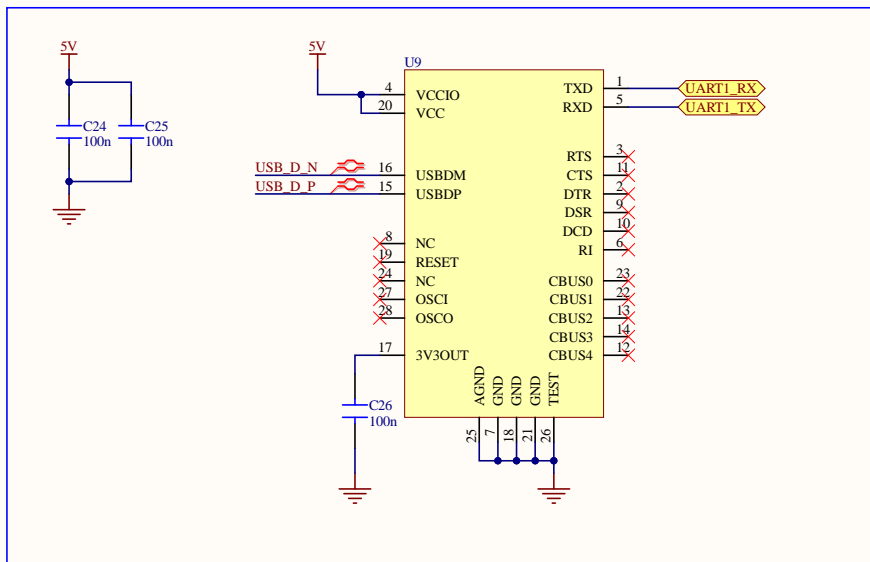 5V
C24
100n
C25
100n
5V
U9
4 VCCIO
20 VCC
USB_D_N 16 USBDM
USB_D_P 15 USBDP
8 NC
19 RESET
24 NC
27 OSCI
28 OSCO
17 3V3OUT
C26
100n
TXD 1 UART1_RX
RXD 5 UART1_TX
RTS 3
CTS 11
DTR 2
DSR 9
DCD 10
RI 6
CBUS0 23
CBUS1 22
CBUS2 13
CBUS3 14
CBUS4 12
AGND 25
GND 7
GND 18
GND 21
TEST 26